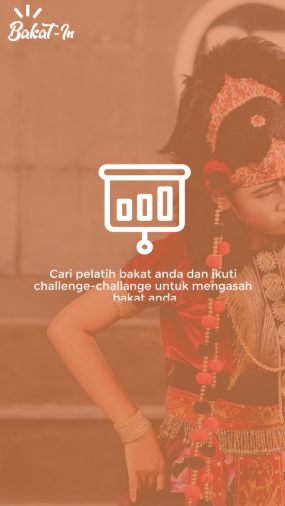 Bakat-In
Cari pelatih bakat anda dan ikuti
challenge-challange untuk mengasah
bakat anda